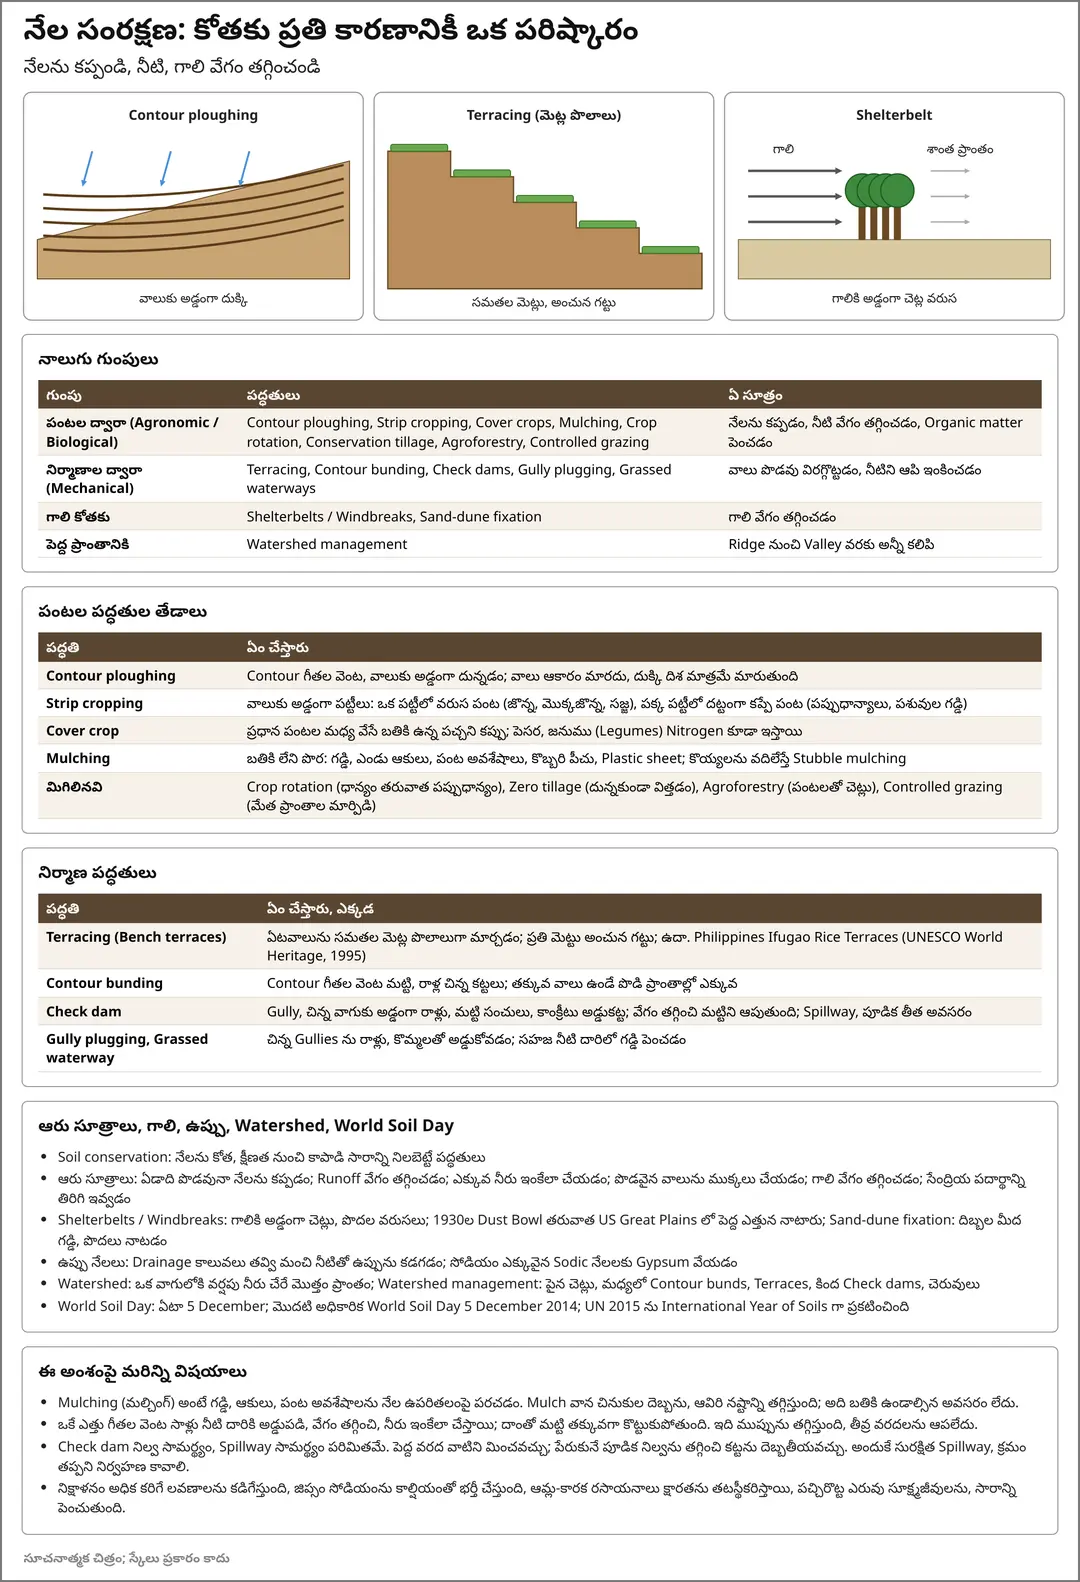 నేల సంరక్షణ: కోతకు ప్రతి కారణానికీ ఒక పరిష్కారం
నేలను కప్పండి, నీటి, గాలి వేగం తగ్గించండి
Contour ploughing
వాలుకు అడ్డంగా దుక్కి
Terracing (మెట్ల పొలాలు)
సమతల మెట్లు, అంచున గట్టు
Shelterbelt
గాలి
శాంత ప్రాంతం
గాలికి అడ్డంగా చెట్ల వరుస
నాలుగు గుంపులు
గుంపు పద్ధతులు ఏ సూత్రం
పంటల ద్వారా (Agronomic / Biological) Contour ploughing, Strip cropping, Cover crops, Mulching, Crop rotation, Conservation tillage, Agroforestry, Controlled grazing నేలను కప్పడం, నీటి వేగం తగ్గించడం, Organic matter పెంచడం
నిర్మాణాల ద్వారా (Mechanical) Terracing, Contour bunding, Check dams, Gully plugging, Grassed waterways వాలు పొడవు విరగ్గొట్టడం, నీటిని ఆపి ఇంకించడం
గాలి కోతకు Shelterbelts / Windbreaks, Sand-dune fixation గాలి వేగం తగ్గించడం
పెద్ద ప్రాంతానికి Watershed management Ridge నుంచి Valley వరకు అన్నీ కలిపి
పంటల పద్ధతుల తేడాలు
పద్ధతి ఏం చేస్తారు
Contour ploughing Contour గీతల వెంట, వాలుకు అడ్డంగా దున్నడం; వాలు ఆకారం మారదు, దుక్కి దిశ మాత్రమే మారుతుంది
Strip cropping వాలుకు అడ్డంగా పట్టీలు: ఒక పట్టీలో వరుస పంట (జొన్న, మొక్కజొన్న, సజ్జ), పక్క పట్టీలో దట్టంగా కప్పే పంట (పప్పుధాన్యాలు, పశువుల గడ్డి)
Cover crop ప్రధాన పంటల మధ్య వేసే బతికి ఉన్న పచ్చని కప్పు; పెసర, జనుము (Legumes) Nitrogen కూడా ఇస్తాయి
Mulching బతికి లేని పొర: గడ్డి, ఎండు ఆకులు, పంట అవశేషాలు, కొబ్బరి పీచు, Plastic sheet; కొయ్యలను వదిలేస్తే Stubble mulching
మిగిలినవి Crop rotation (ధాన్యం తరువాత పప్పుధాన్యం), Zero tillage (దున్నకుండా విత్తడం), Agroforestry (పంటలతో చెట్లు), Controlled grazing (మేత ప్రాంతాల మార్పిడి)
నిర్మాణ పద్ధతులు
పద్ధతి ఏం చేస్తారు, ఎక్కడ
Terracing (Bench terraces) ఏటవాలును సమతల మెట్ల పొలాలుగా మార్చడం; ప్రతి మెట్టు అంచున గట్టు; ఉదా. Philippines Ifugao Rice Terraces (UNESCO World Heritage, 1995)
Contour bunding Contour గీతల వెంట మట్టి, రాళ్ల చిన్న కట్టలు; తక్కువ వాలు ఉండే పొడి ప్రాంతాల్లో ఎక్కువ
Check dam Gully, చిన్న వాగుకు అడ్డంగా రాళ్లు, మట్టి సంచులు, కాంక్రీటు అడ్డుకట్ట; వేగం తగ్గించి మట్టిని ఆపుతుంది; Spillway, పూడిక తీత అవసరం
Gully plugging, Grassed waterway చిన్న Gullies ను రాళ్లు, కొమ్మలతో అడ్డుకోవడం; సహజ నీటి దారిలో గడ్డి పెంచడం
ఆరు సూత్రాలు, గాలి, ఉప్పు, Watershed, World Soil Day
• Soil conservation: నేలను కోత, క్షీణత నుంచి కాపాడి సారాన్ని నిలబెట్టే పద్ధతులు
• ఆరు సూత్రాలు: ఏడాది పొడవునా నేలను కప్పడం; Runoff వేగం తగ్గించడం; ఎక్కువ నీరు ఇంకేలా చేయడం; పొడవైన వాలును ముక్కలు చేయడం; గాలి వేగం తగ్గించడం; సేంద్రియ పదార్థాన్ని
తిరిగి ఇవ్వడం
• Shelterbelts / Windbreaks: గాలికి అడ్డంగా చెట్లు, పొదల వరుసలు; 1930ల Dust Bowl తరువాత US Great Plains లో పెద్ద ఎత్తున నాటారు; Sand-dune fixation: దిబ్బల మీద
గడ్డి, పొదలు నాటడం
• ఉప్పు నేలలు: Drainage కాలువలు తవ్వి మంచి నీటితో ఉప్పును కడగడం; సోడియం ఎక్కువైన Sodic నేలలకు Gypsum వేయడం
• Watershed: ఒక వాగులోకి వర్షపు నీరు చేరే మొత్తం ప్రాంతం; Watershed management: పైన చెట్లు, మధ్యలో Contour bunds, Terraces, కింద Check dams, చెరువులు
• World Soil Day: ఏటా 5 December; మొదటి అధికారిక World Soil Day 5 December 2014; UN 2015 ను International Year of Soils గా ప్రకటించింది
ఈ అంశంపై మరిన్ని విషయాలు
• Mulching (మల్చింగ్) అంటే గడ్డి, ఆకులు, పంట అవశేషాలను నేల ఉపరితలంపై పరచడం. Mulch వాన చినుకుల దెబ్బను, ఆవిరి నష్టాన్ని తగ్గిస్తుంది; అది బతికి ఉండాల్సిన అవసరం లేదు.
• ఒకే ఎత్తు గీతల వెంట సాళ్లు నీటి దారికి అడ్డుపడి, వేగం తగ్గించి, నీరు ఇంకేలా చేస్తాయి; దాంతో మట్టి తక్కువగా కొట్టుకుపోతుంది. ఇది ముప్పును తగ్గిస్తుంది, తీవ్ర వరదలను ఆపలేదు.
• Check dam నిల్వ సామర్థ్యం, Spillway సామర్థ్యం పరిమితమే. పెద్ద వరద వాటిని మించవచ్చు; పేరుకునే పూడిక నిల్వను తగ్గించి కట్టను దెబ్బతీయవచ్చు. అందుకే సురక్షిత Spillway, క్రమం
తప్పని నిర్వహణ కావాలి.
• నిక్షాళనం అధిక కరిగే లవణాలను కడిగేస్తుంది, జిప్సం సోడియంను కాల్షియంతో భర్తీ చేస్తుంది, ఆమ్ల-కారక రసాయనాలు క్షారతను తటస్థీకరిస్తాయి, పచ్చిరొట్ట ఎరువు సూక్ష్మజీవులను, సారాన్ని
పెంచుతుంది.
సూచనాత్మక చిత్రం; స్కేలు ప్రకారం కాదు